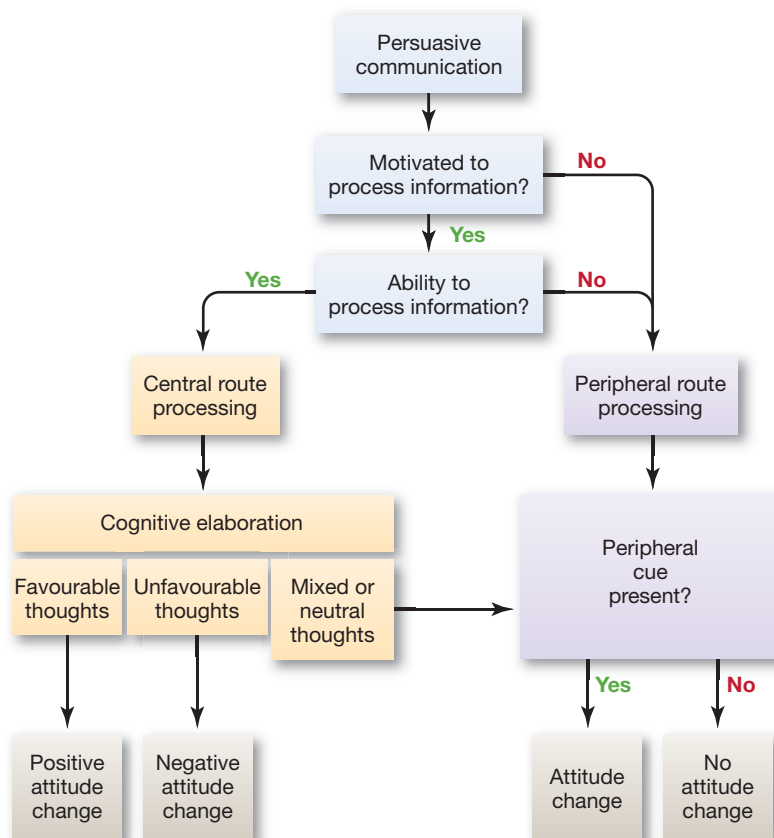 Persuasive
communication
Motivated to
process information?
No
Yes
Yes
Ability to
process information?
No
Central route
processing
Peripheral route
processing
Cognitive elaboration
Favourable
thoughts
Unfavourable
thoughts
Mixed or
neutral
thoughts
Peripheral
cue
present?
Yes
No
Positive
attitude
change
Negative
attitude
change
Attitude
change
No
attitude
change